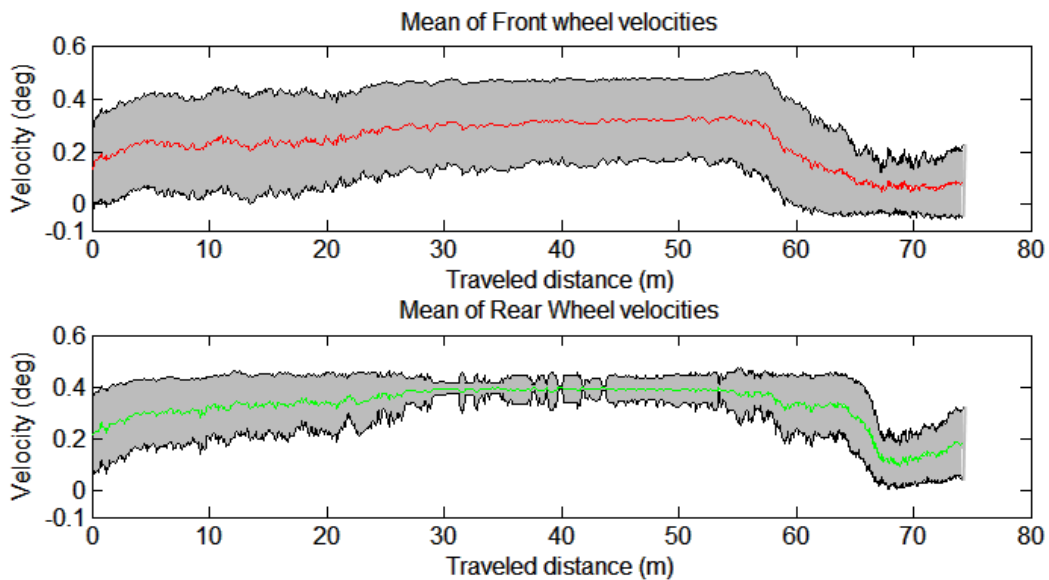 Mean of Front wheel velocities
Velocity (deg)
0.6
0.4
0.2
0
-0.1
0 10 20 30 40 50 60 70 80
Traveled distance (m)
Mean of Rear Wheel velocities
Velocity (deg)
0.6
0.4
0.2
0
-0.1
0 10 20 30 40 50 60 70 80
Traveled distance (m)